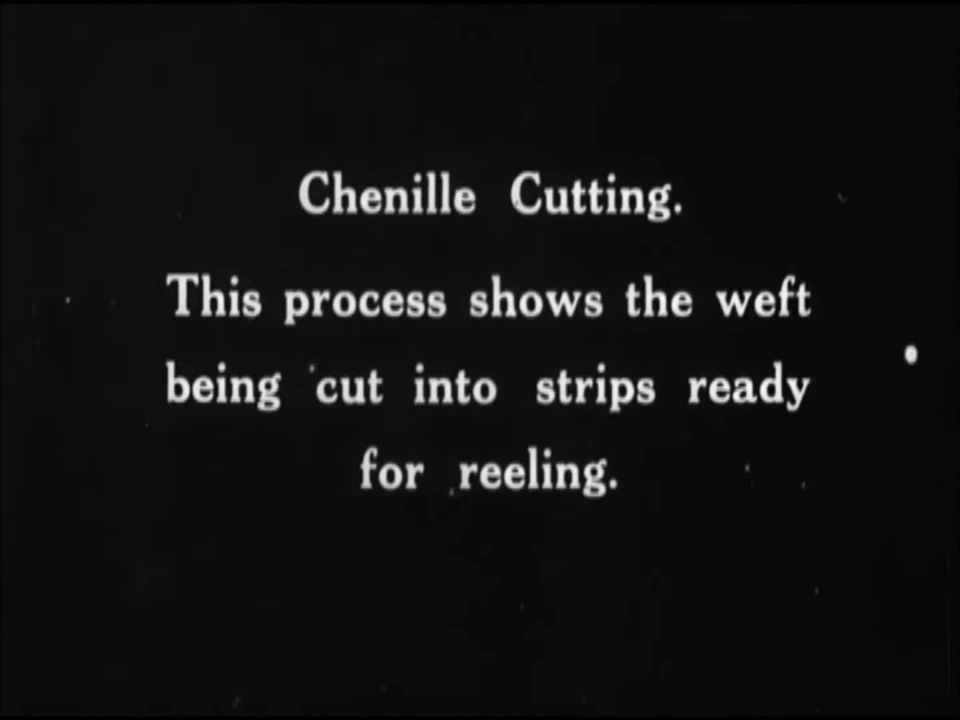 Chenille Cutting.
This process shows the weft
being cut into strips ready
for reeling.